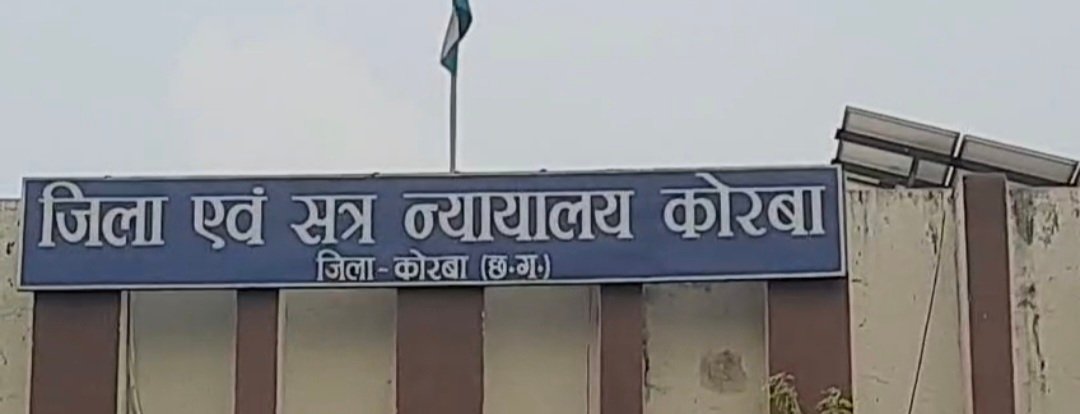 जिला एवं सत्र न्यायालय कोरबा
जिला - कोरबा (छ.ग.)